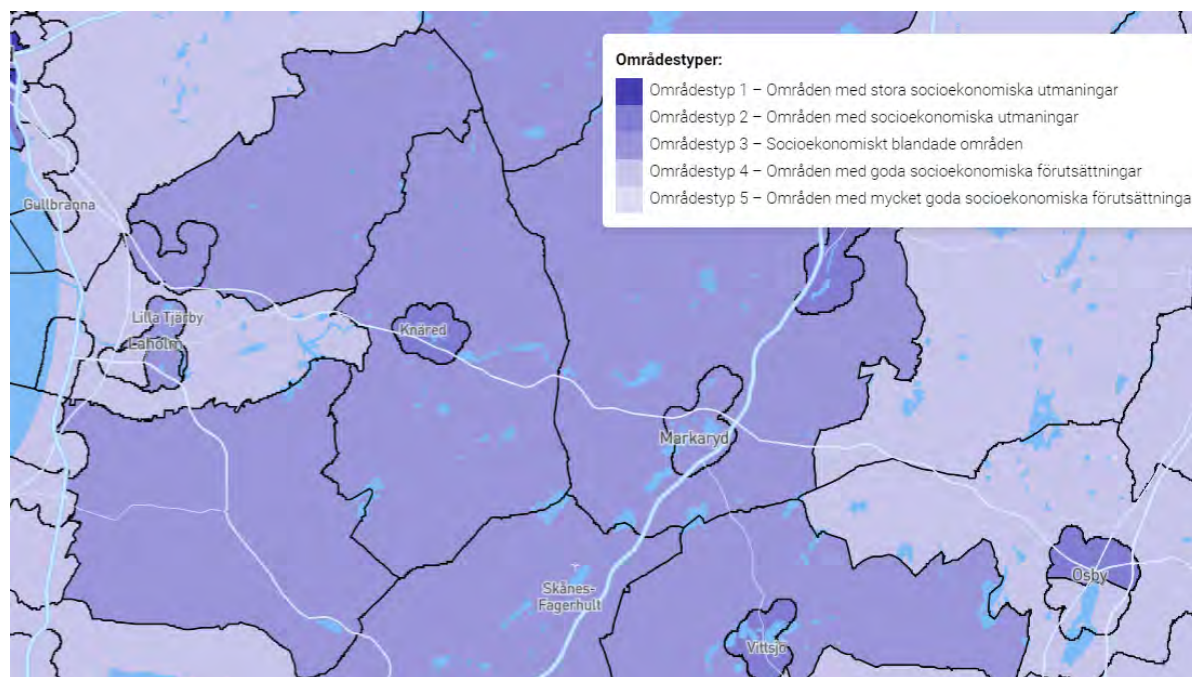 Områdestyper:
Områdestyp 1 – Områden med stora socioekonomiska utmaningar
Områdestyp 2 – Områden med socioekonomiska utmaningar
Områdestyp 3 – Socioekonomiskt blandade områden
Områdestyp 4 – Områden med goda socioekonomiska förutsättningar
Områdestyp 5 – Områden med mycket goda socioekonomiska förutsättninga
Gullbranna
Lilla Tjärby
Laholm
Knäred
Markaryd
Skånes-
Fagerhult
Osby
Vittsjö